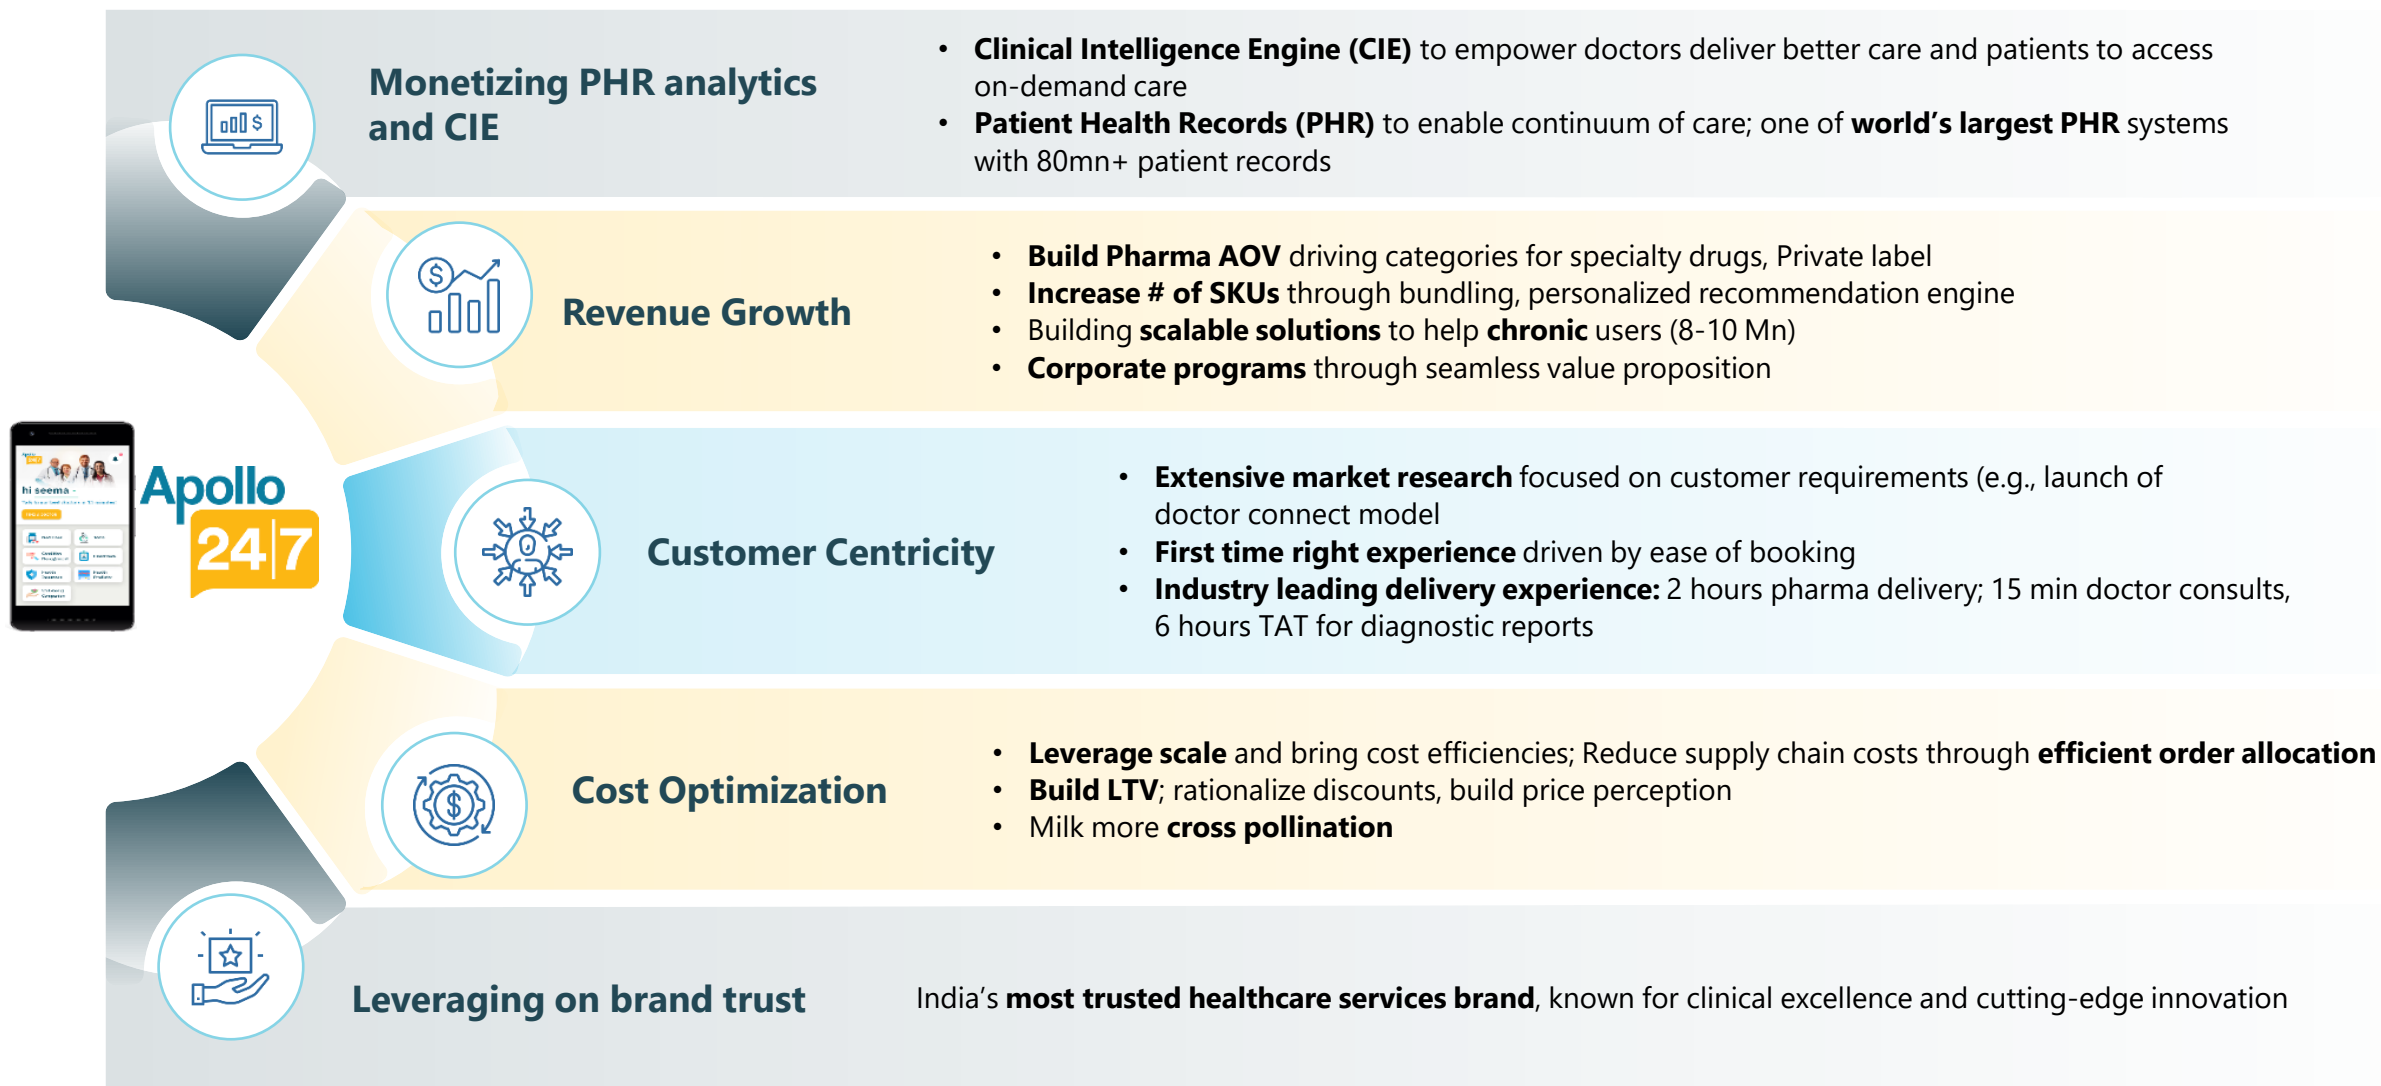 Monetizing PHR analytics
and CIE
• Clinical Intelligence Engine (CIE) to empower doctors deliver better care and patients to access
on-demand care
• Patient Health Records (PHR) to enable continuum of care; one of world’s largest PHR systems
with 80mn+ patient records
Revenue Growth
• Build Pharma AOV driving categories for specialty drugs, Private label
• Increase # of SKUs through bundling, personalized recommendation engine
• Building scalable solutions to help chronic users (8-10 Mn)
• Corporate programs through seamless value proposition
hi seema
Apollo
24|7
Customer Centricity
• Extensive market research focused on customer requirements (e.g., launch of
doctor connect model
• First time right experience driven by ease of booking
• Industry leading delivery experience: 2 hours pharma delivery; 15 min doctor consults,
6 hours TAT for diagnostic reports
Cost Optimization
• Leverage scale and bring cost efficiencies; Reduce supply chain costs through efficient order allocation
• Build LTV; rationalize discounts, build price perception
• Milk more cross pollination
Leveraging on brand trust
India’s most trusted healthcare services brand, known for clinical excellence and cutting-edge innovation